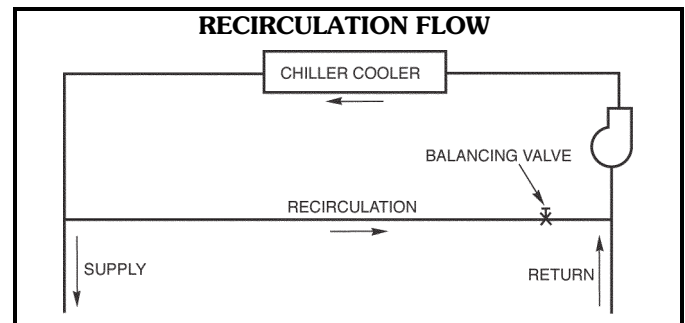 RECIRCULATION FLOW
CHILLER COOLER
BALANCING VALVE
RECIRCULATION
SUPPLY
RETURN